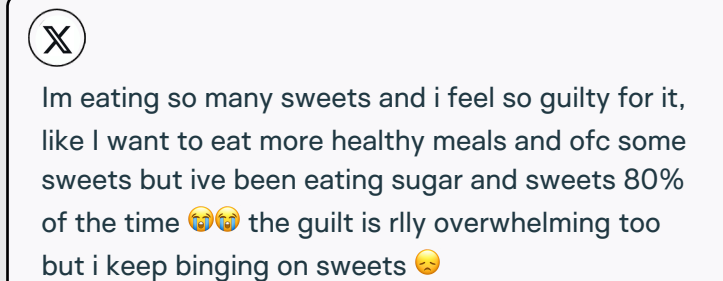 Im eating so many sweets and i feel so guilty for it,
like I want to eat more healthy meals and ofc some
sweets but ive been eating sugar and sweets 80%
of the time 😭😭 the guilt is rlly overwhelming too
but i keep binging on sweets 😞